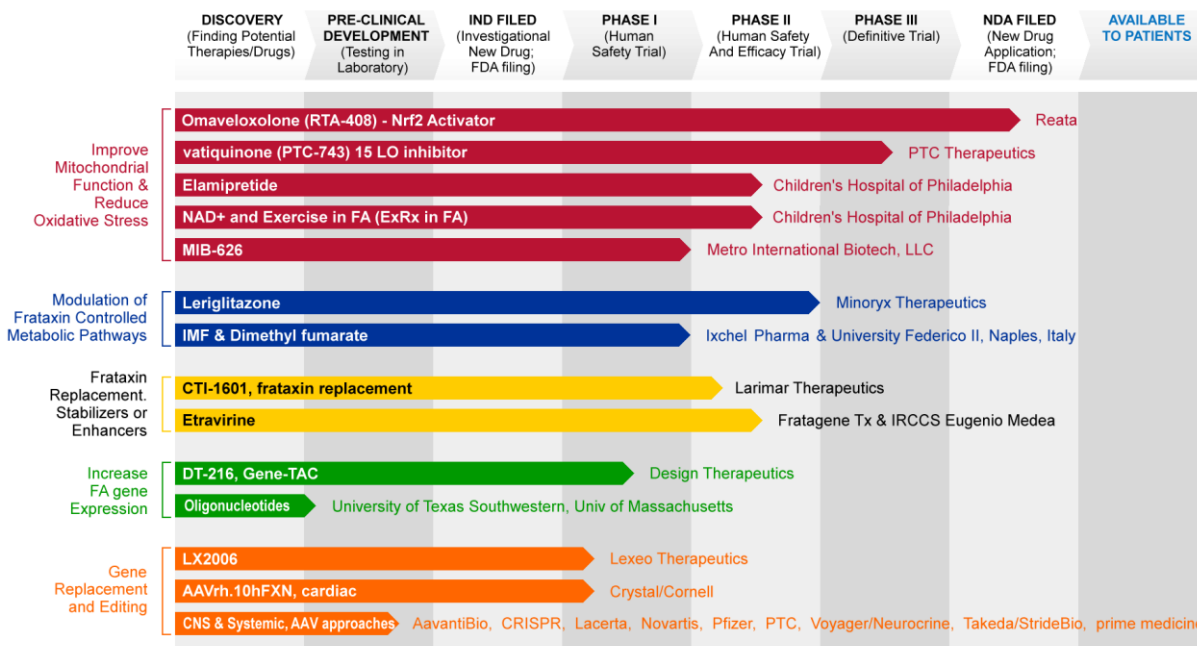 DISCOVERY
(Finding Potential
Therapies/Drugs)
PRE-CLINICAL
DEVELOPMENT
(Testing in
Laboratory)
IND FILED
(Investigational
New Drug;
FDA filing)
PHASE I
(Human
Safety Trial)
PHASE II
(Human Safety
And Efficacy Trial)
PHASE III
(Definitive Trial)
NDA FILED
(New Drug
Application;
FDA filing)
AVAILABLE
TO PATIENTS
Improve
Mitochondrial
Function &
Reduce
Oxidative Stress
Omaveloxolone (RTA-408) - Nrf2 Activator
Reata
vatiquinone (PTC-743) 15 LO inhibitor
PTC Therapeutics
Elamipretide
Children's Hospital of Philadelphia
NAD+ and Exercise in FA (ExRx in FA)
Children's Hospital of Philadelphia
MIB-626
Metro International Biotech, LLC
Modulation of
Frataxin Controlled
Metabolic Pathways
Leriglitazone
Minoryx Therapeutics
IMF & Dimethyl fumarate
Ixchel Pharma & University Federico II, Naples, Italy
Frataxin
Replacement.
Stabilizers or
Enhancers
CTI-1601, frataxin replacement
Larimar Therapeutics
Etravirine
Fratagene Tx & IRCCS Eugenio Medea
Increase
FA gene
Expression
DT-216, Gene-TAC
Design Therapeutics
Oligonucleotides
University of Texas Southwestern, Univ of Massachusetts
Gene
Replacement
and Editing
LX2006
Lexeo Therapeutics
AAVrh.10hFXN, cardiac
Crystal/Cornell
CNS & Systemic, AAV approaches
AavantiBio, CRISPR, Lacerta, Novartis, Pfizer, PTC, Voyager/Neurocrine, Takeda/StrideBio, prime medicine